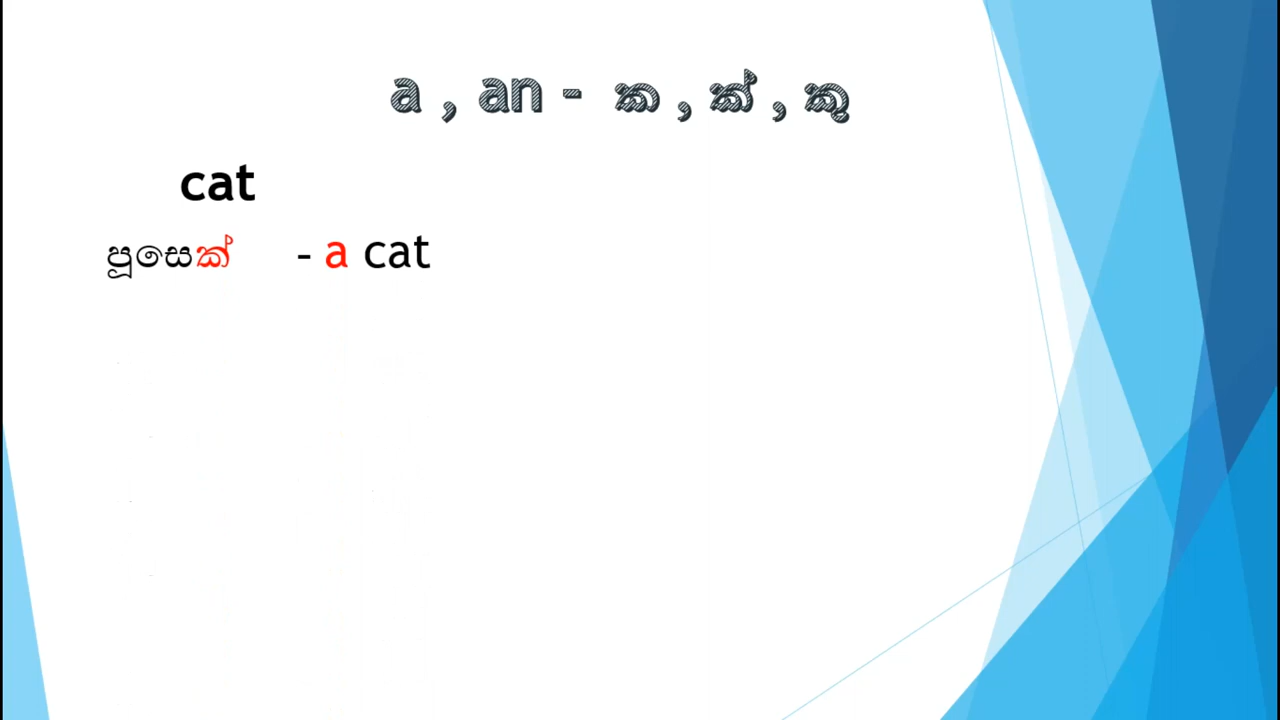 a , an - ක , ක් , කු
cat
පූසෙක් - a cat